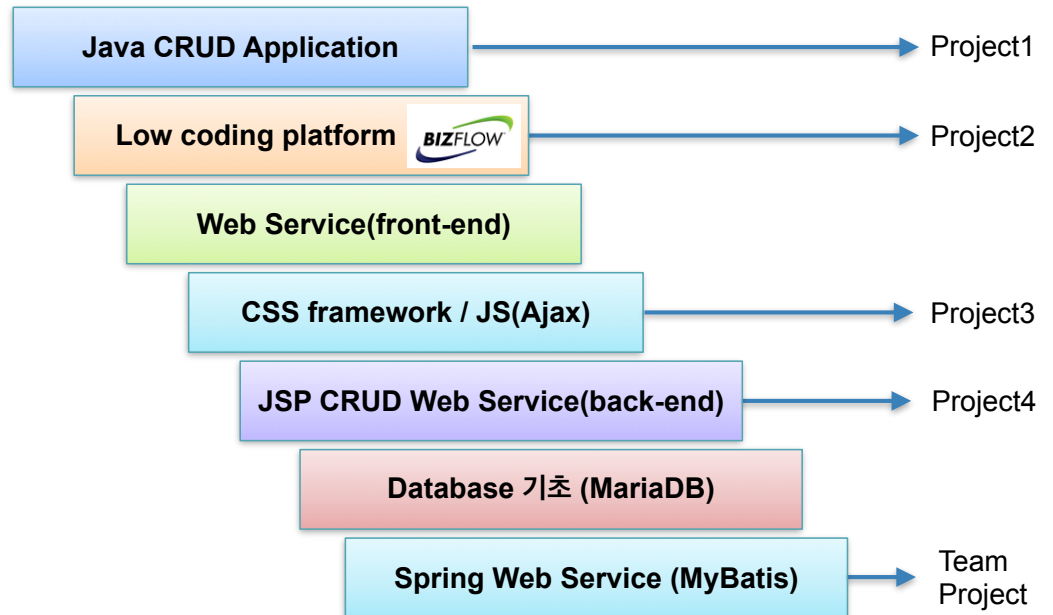 Java CRUD Application
Project1
Low coding platform
BIZFLOW
Project2
Web Service(front-end)
CSS framework / JS(Ajax)
Project3
JSP CRUD Web Service(back-end)
Project4
Database 기초 (MariaDB)
Spring Web Service (MyBatis)
Team
Project